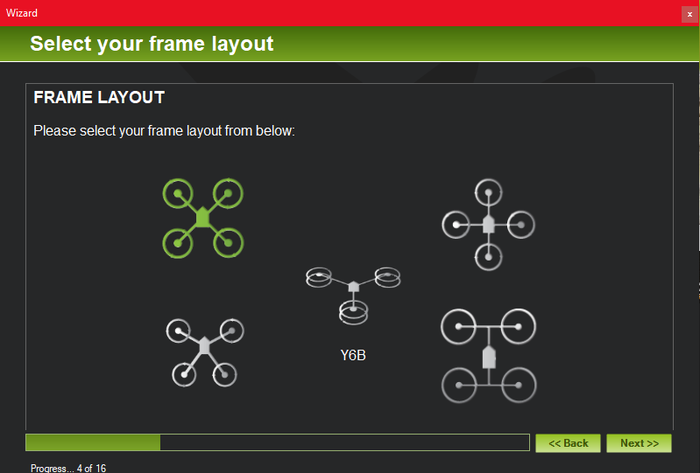 Wizard
x
Select your frame layout
FRAME LAYOUT
Please select your frame layout from below:
Y6B
<< Back
Next >>
Progress... 4 of 16